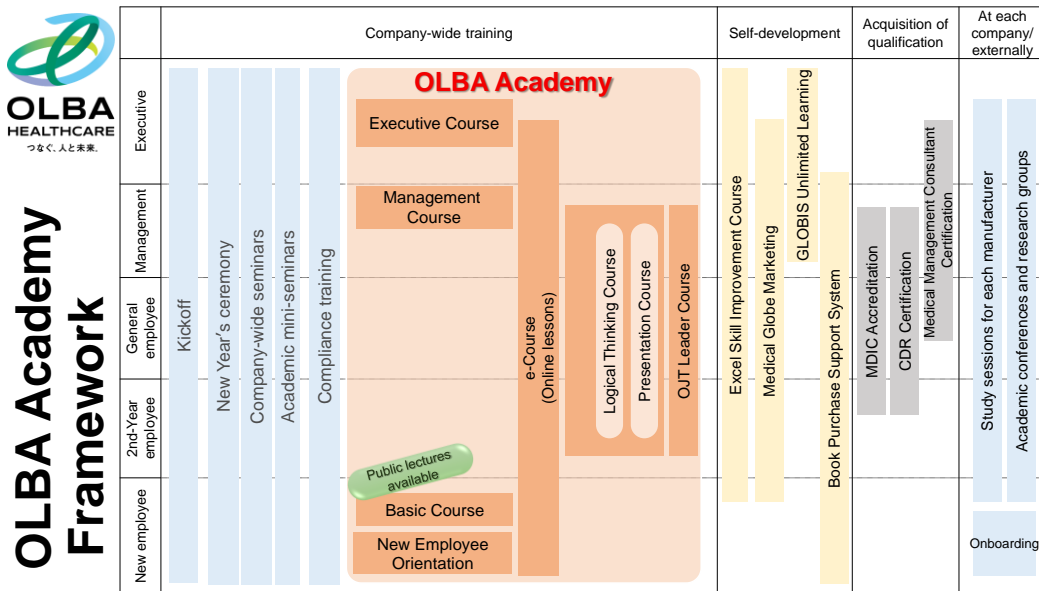 OLBA
HEALTHCARE
つなぐ、人と未来。
OLBA Academy
Framework
Company-wide training
Self-development
Acquisition of
qualification
At each
company/
externally
Executive
Management
General
employee
2nd-Year
employee
New employee
Kickoff
New Year's ceremony
Company-wide seminars
Academic mini-seminars
Compliance training
OLBA Academy
Executive Course
Management
Course
Public lectures
available
Basic Course
New Employee
Orientation
e-Course
(Online lessons)
Logical Thinking Course
Presentation Course
OJT Leader Course
Excel Skill Improvement Course
Medical Globe Marketing
GLOBIS Unlimited Learning
Book Purchase Support System
MDIC Accreditation
CDR Certification
Medical Management Consultant
Certification
Study sessions for each manufacturer
Academic conferences and research groups
Onboarding